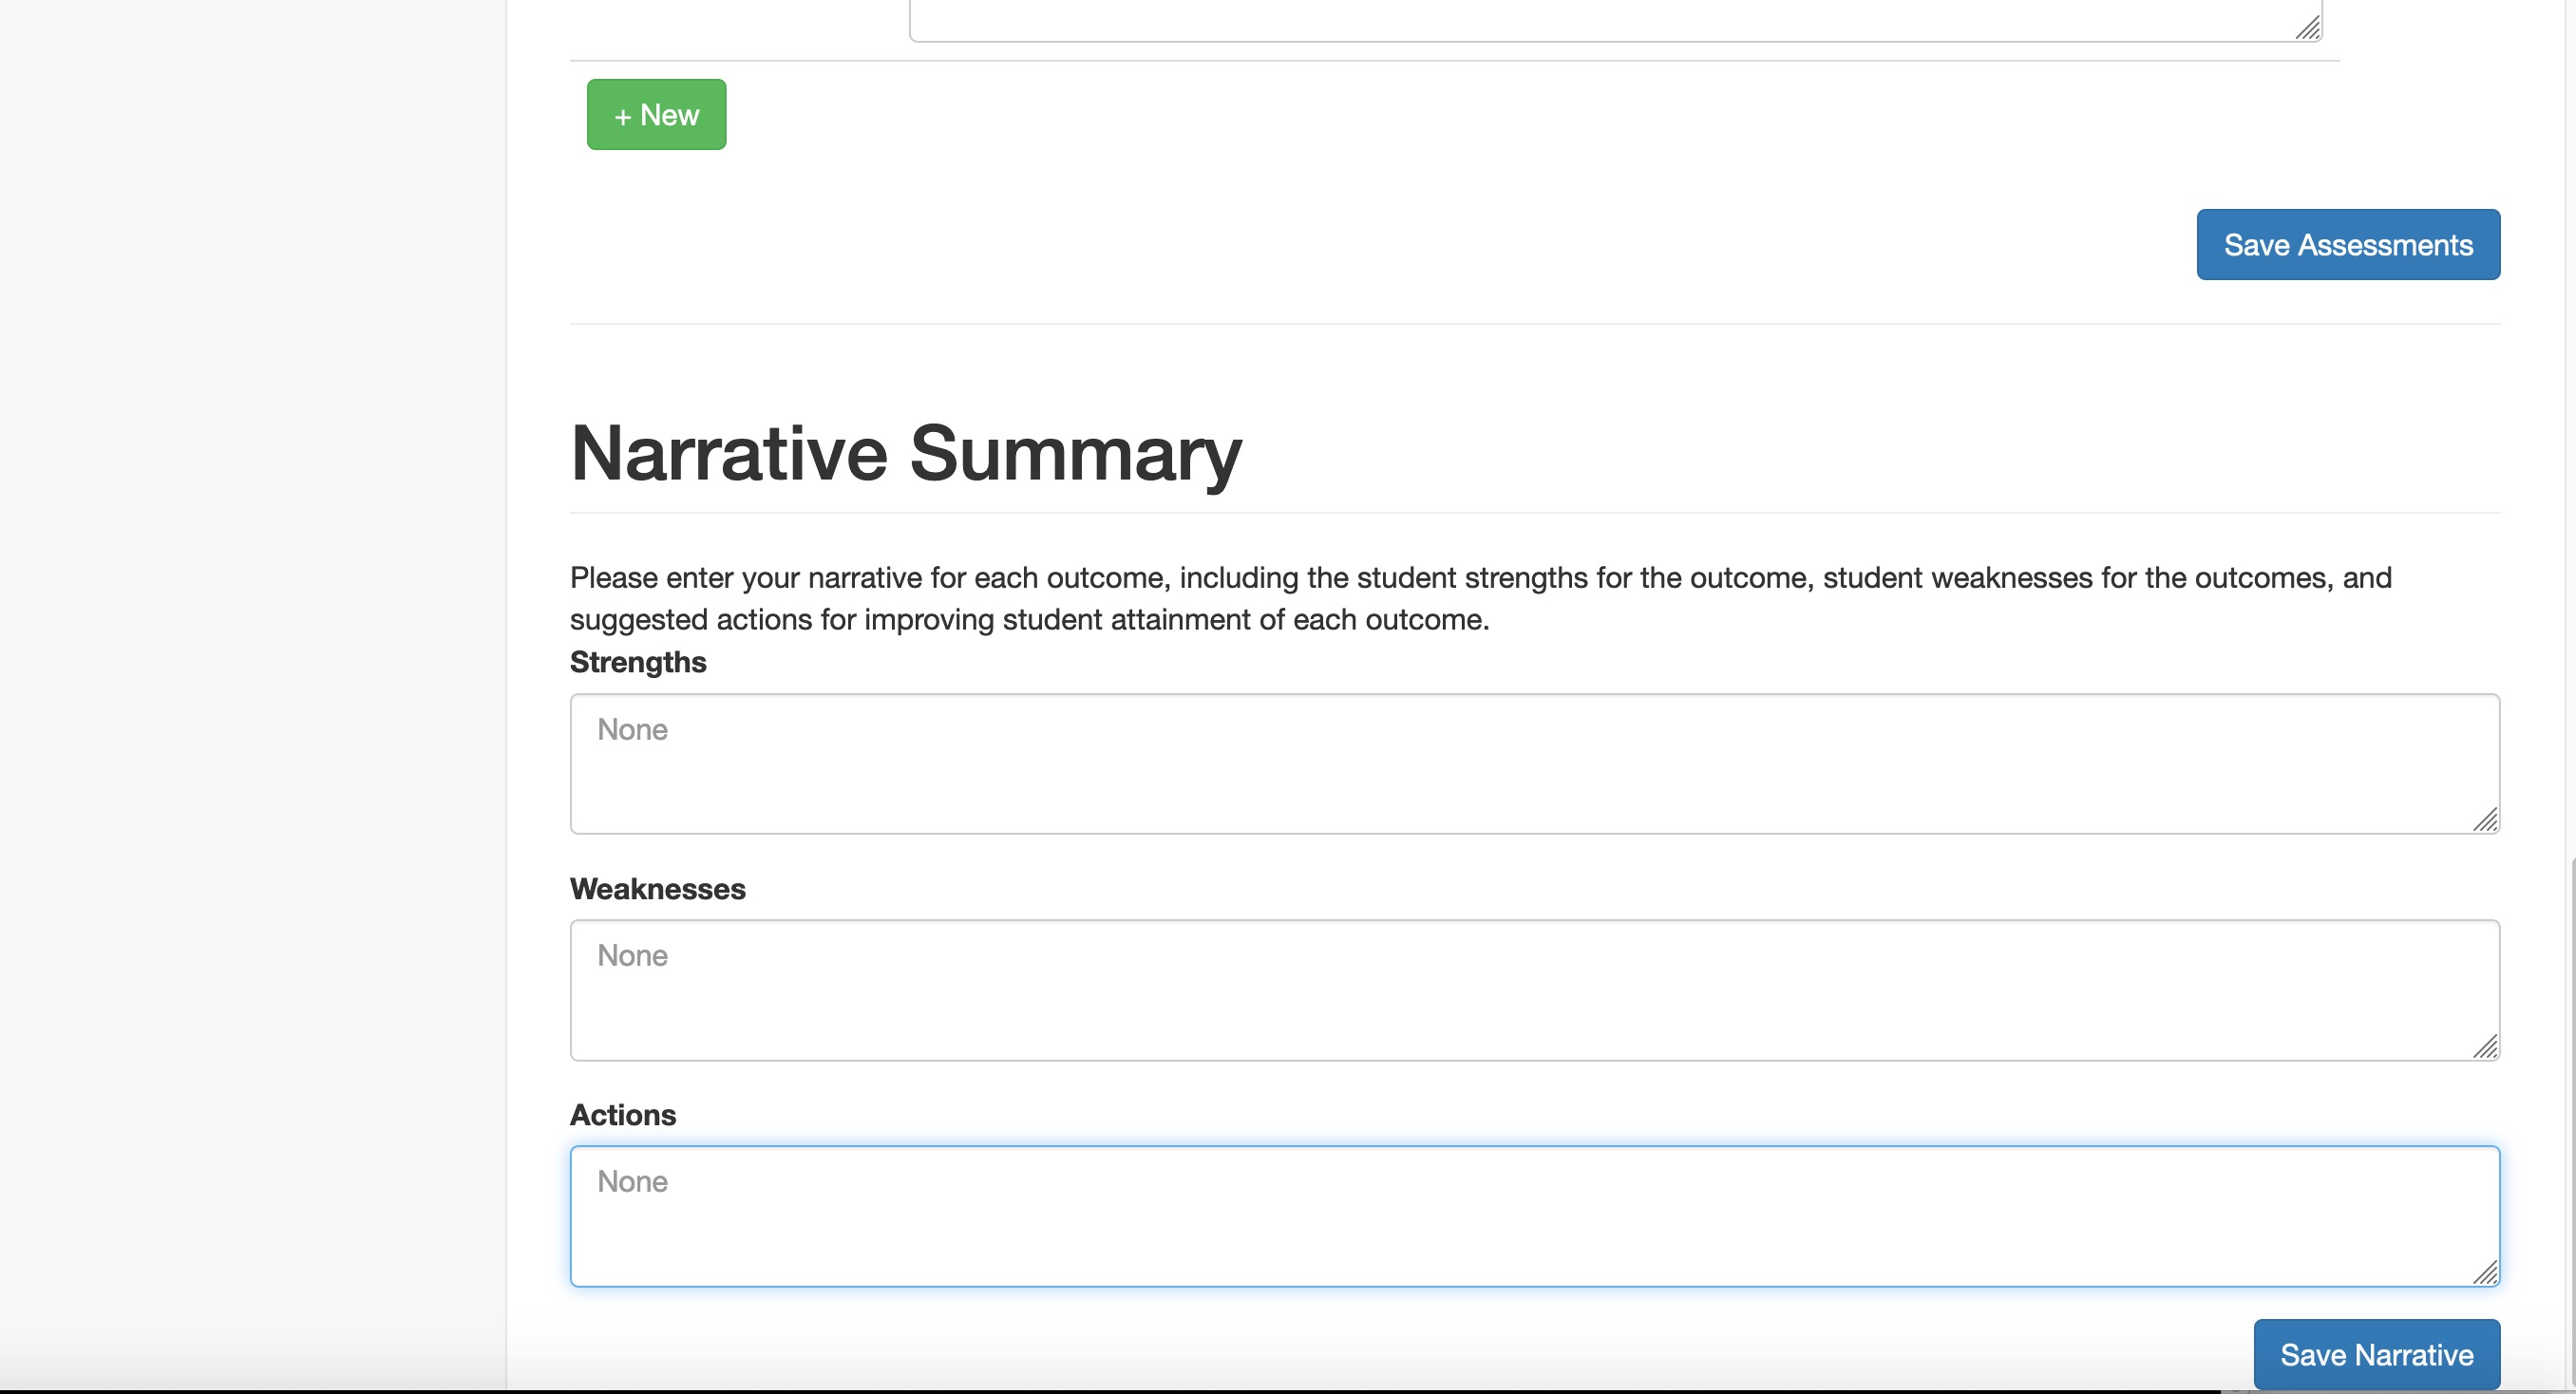 + New
Save Assessments
Narrative Summary
Please enter your narrative for each outcome, including the student strengths for the outcome, student weaknesses for the outcomes, and
suggested actions for improving student attainment of each outcome.
Strengths
None
Weaknesses
None
Actions
None
Save Narrative